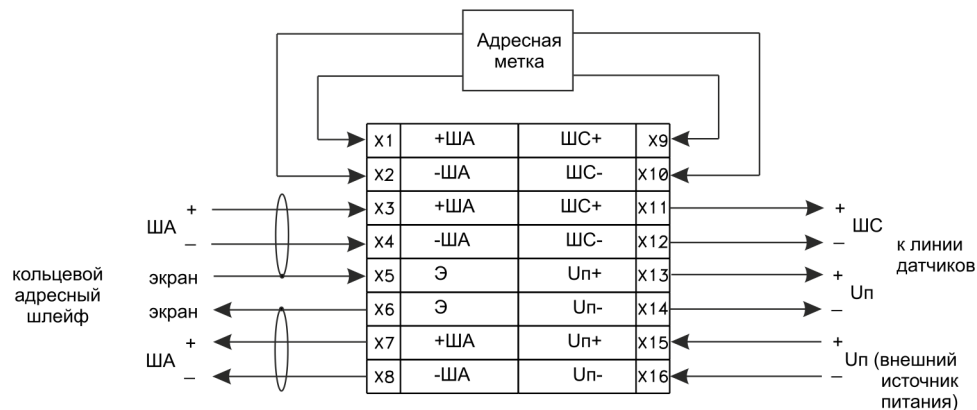 Адресная
метка
X1 +ША ШС+ X9
X2 -ША ШС- X10
+ X3 +ША ШС+ X11 +
ША ШС
– X4 -ША ШС- X12 –
к линии
датчиков
экран X5 Э Uп+ X13 +
кольцевой
адресный
шлейф
Uп
экран X6 Э Uп- X14 –
+ X7 +ША Uп+ X15 +
ША
– X8 -ША Uп- X16 –
Uп (внешний
источник
питания)